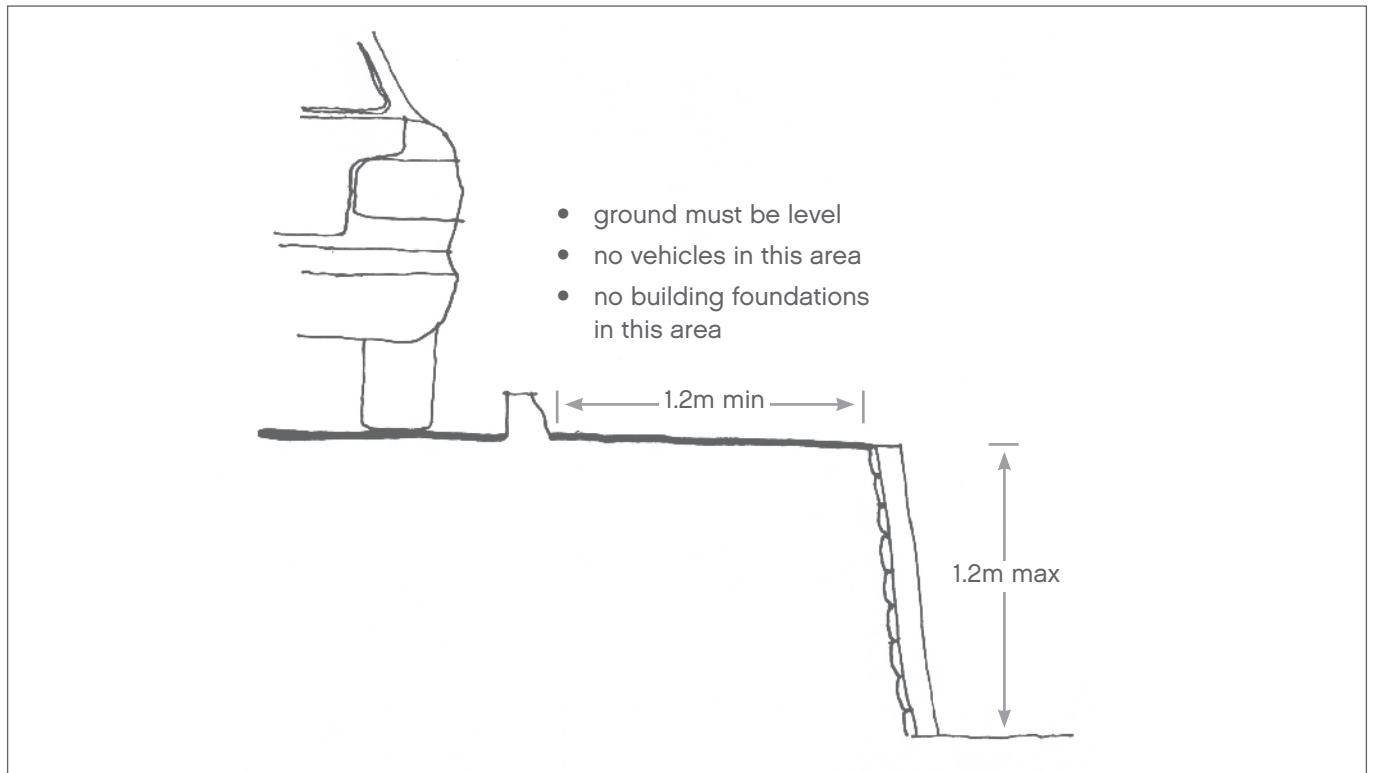 ground must be level
no vehicles in this area
no building foundations
in this area
1.2m min
1.2m max